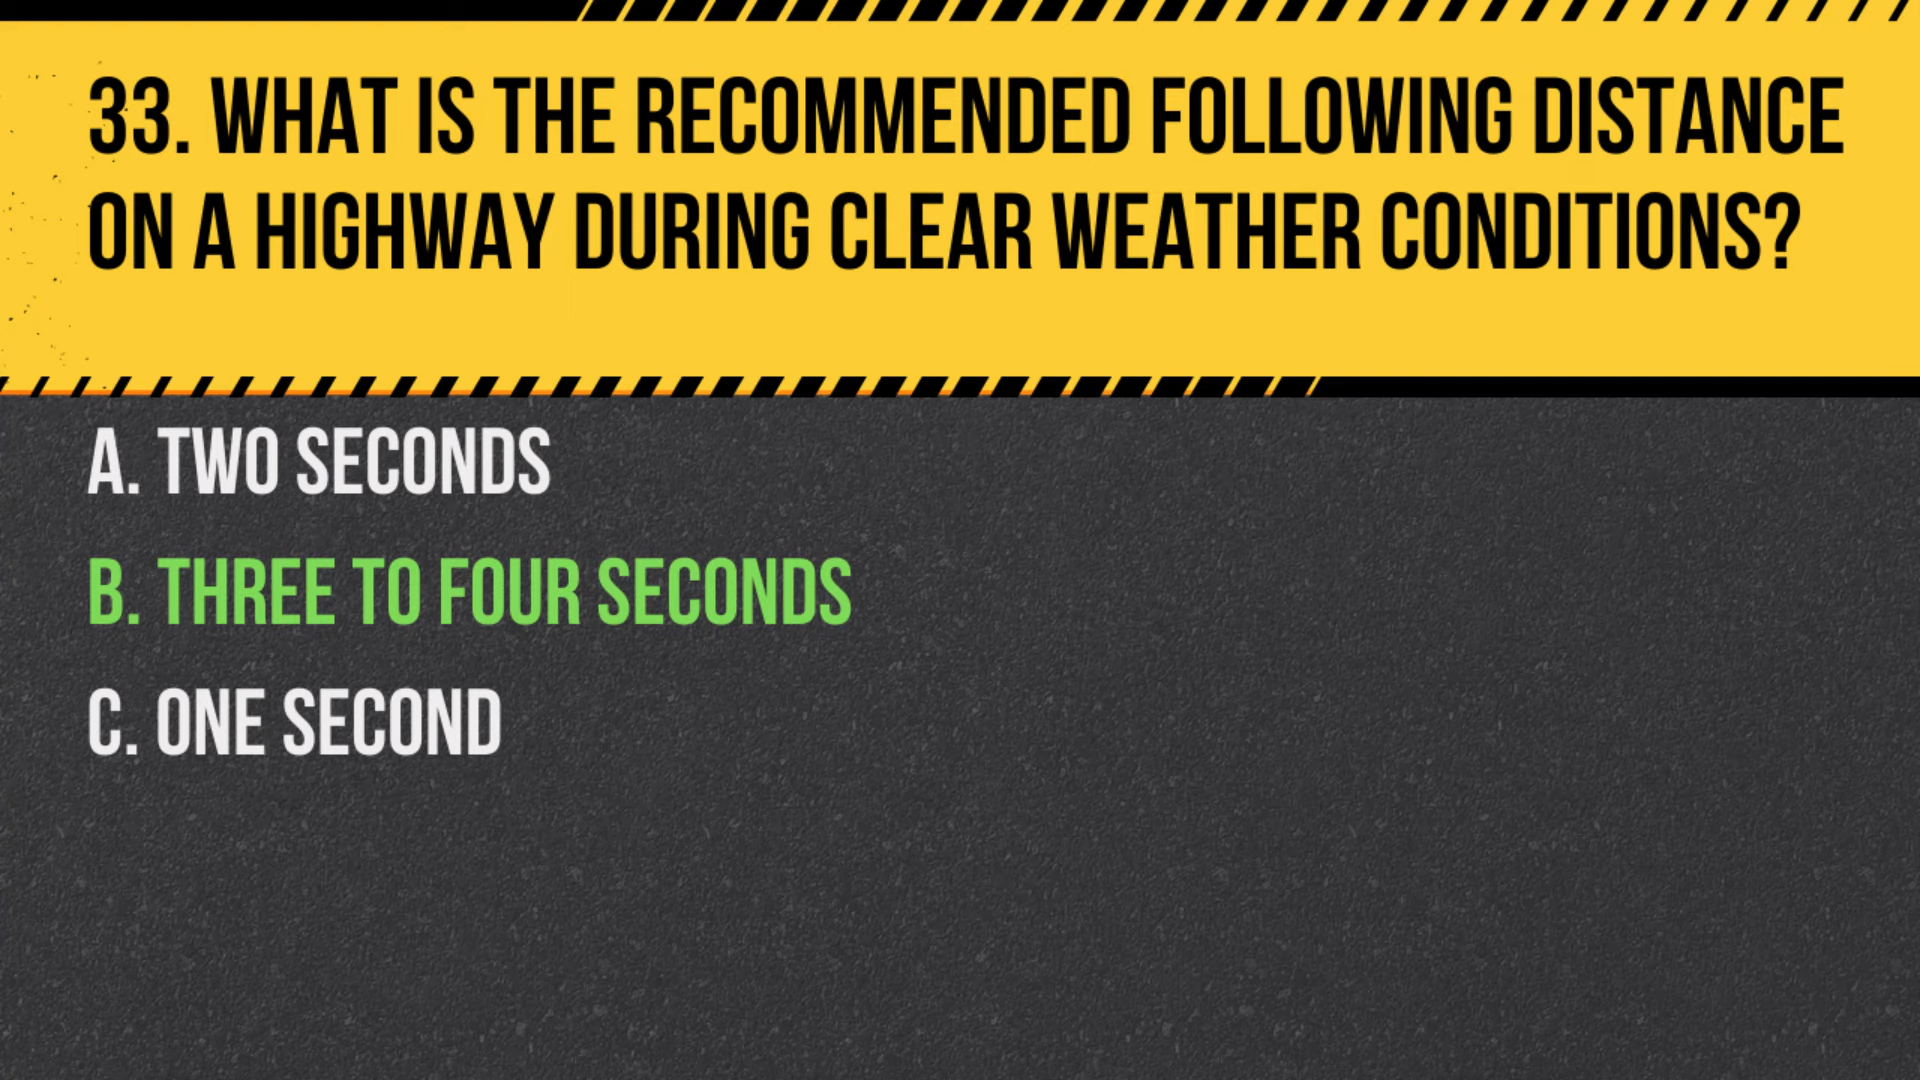 33. WHAT IS THE RECOMMENDED FOLLOWING DISTANCE
ON A HIGHWAY DURING CLEAR WEATHER CONDITIONS?
A. TWO SECONDS
B. THREE TO FOUR SECONDS
C. ONE SECOND